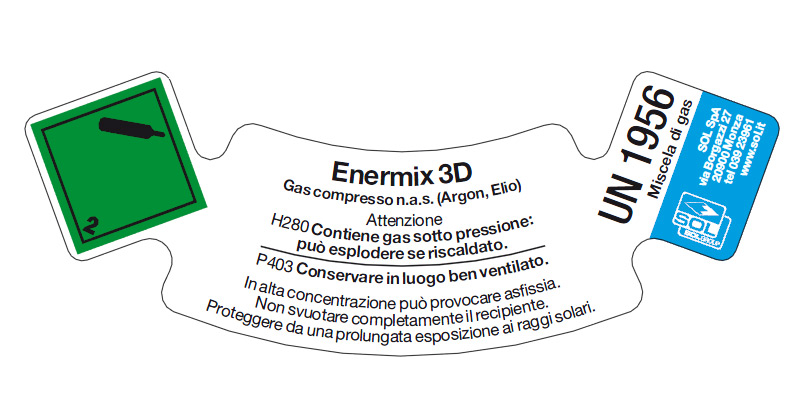 2
Enermix 3D
Gas compresso n.a.s. (Argon, Elio)
Attenzione
H280 Contiene gas sotto pressione:
può esplodere se riscaldato.
P403 Conservare in luogo ben ventilato.
In alta concentrazione può provocare asfissia.
Non svuotare completamente il recipiente.
Proteggere da una prolungata esposizione ai raggi solari.
UN 1956
Miscela di gas
SOL SpA
via Borgazzi 27
20900 Monza
tel 039 23961
www.sol.it
SOL
SOLGROUP